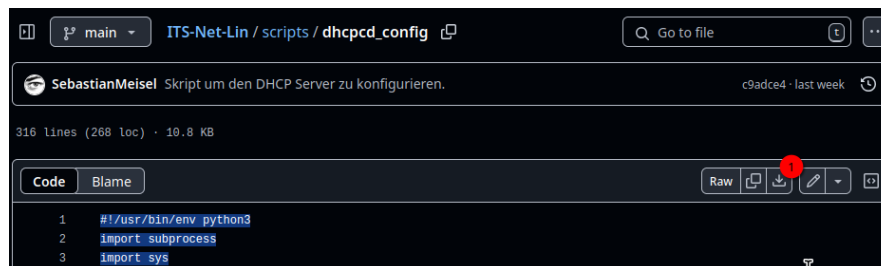 main ITS-Net-Lin / scripts / dhcpcd_config Go to file t
SebastianMeisel Skript um den DHCP Server zu konfigurieren. c9adce4 · last week
316 lines (268 loc) · 10.8 KB
Code Blame Raw 1
1 #!/usr/bin/env python3
2 import subprocess
3 import sys